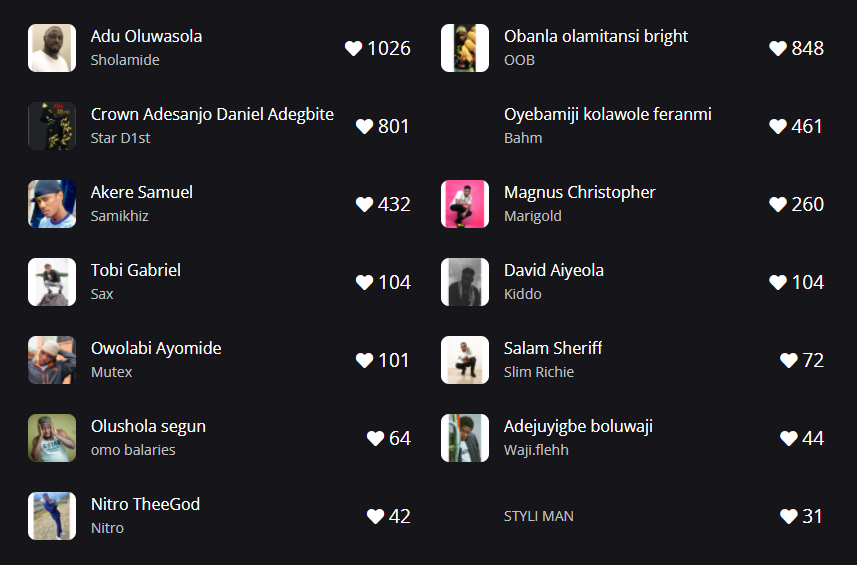 Adu Oluwasola
Sholamide
1026
Obanla olamitansi bright
OOB
848
Crown Adesanjo Daniel Adegbite
Star D1st
801
Oyebamiji kolawole feranmi
Bahm
461
Akere Samuel
Samikhiz
432
Magnus Christopher
Marigold
260
Tobi Gabriel
Sax
104
David Aiyeola
Kiddo
104
Owolabi Ayomide
Mutex
101
Salam Sheriff
Slim Richie
72
Olushola segun
omo balaries
64
Adejuyigbe boluwaji
Waji.flehh
44
Nitro TheeGod
Nitro
42
STYLI MAN
31